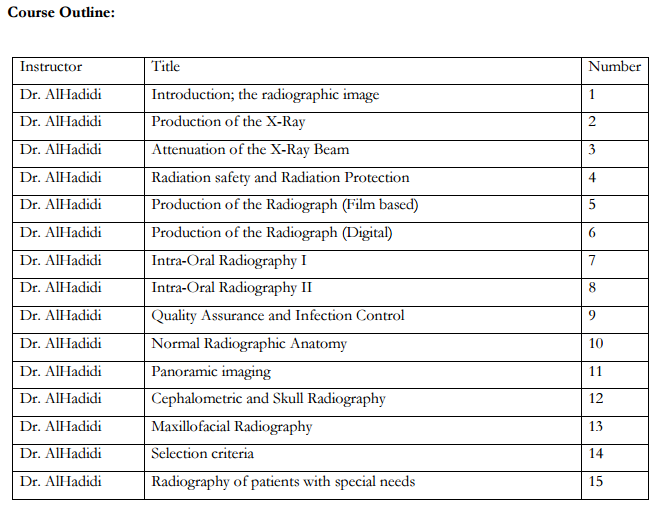 Course Outline:
Instructor Title Number
Dr. AlHadidi Introduction; the radiographic image 1
Dr. AlHadidi Production of the X-Ray 2
Dr. AlHadidi Attenuation of the X-Ray Beam 3
Dr. AlHadidi Radiation safety and Radiation Protection 4
Dr. AlHadidi Production of the Radiograph (Film based) 5
Dr. AlHadidi Production of the Radiograph (Digital) 6
Dr. AlHadidi Intra-Oral Radiography I 7
Dr. AlHadidi Intra-Oral Radiography II 8
Dr. AlHadidi Quality Assurance and Infection Control 9
Dr. AlHadidi Normal Radiographic Anatomy 10
Dr. AlHadidi Panoramic imaging 11
Dr. AlHadidi Cephalometric and Skull Radiography 12
Dr. AlHadidi Maxillofacial Radiography 13
Dr. AlHadidi Selection criteria 14
Dr. AlHadidi Radiography of patients with special needs 15